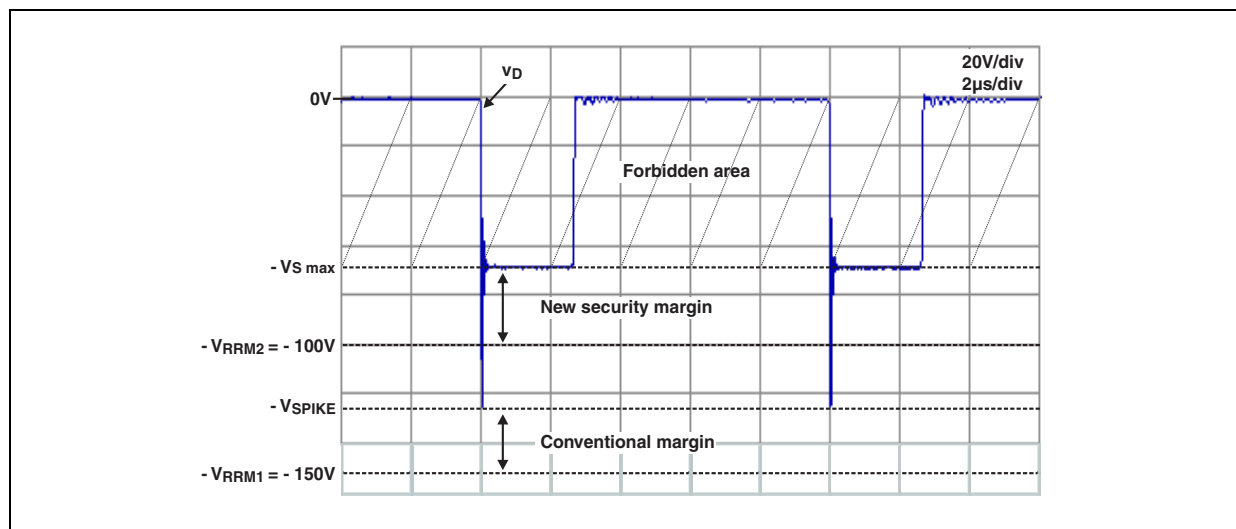 20V/div
2µs/div
vD
0V
Forbidden area
- VS max
New security margin
- VRRM2 = - 100V
- VSPIKE
Conventional margin
- VRRM1 = - 150V